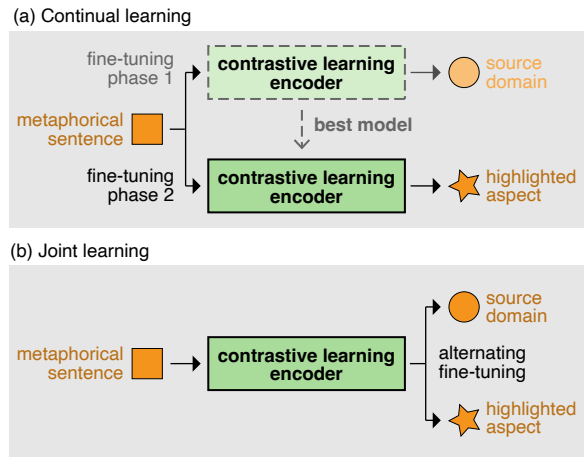 (a) Continual learning
fine-tuning
phase 1
contrastive learning
encoder
source
domain
metaphorical
sentence
best model
fine-tuning
phase 2
contrastive learning
encoder
highlighted
aspect
(b) Joint learning
metaphorical
sentence
contrastive learning
encoder
source
domain
alternating
fine-tuning
highlighted
aspect